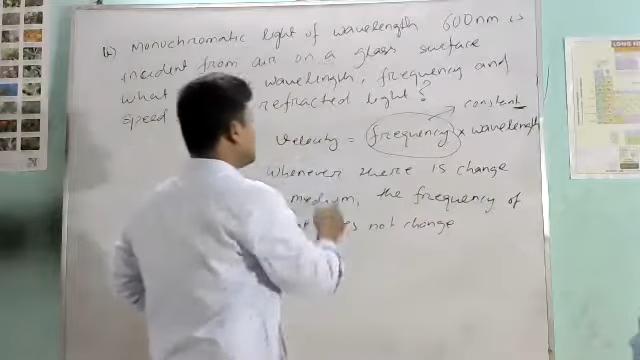 b) Monochromatic light of wavelength 600nm is
incident from air on a glass surface
what wavelength, frequency and
speed refracted light?
constant
Velocity = frequency x wavelength
Whenever there is change
medium, the frequency of
not change